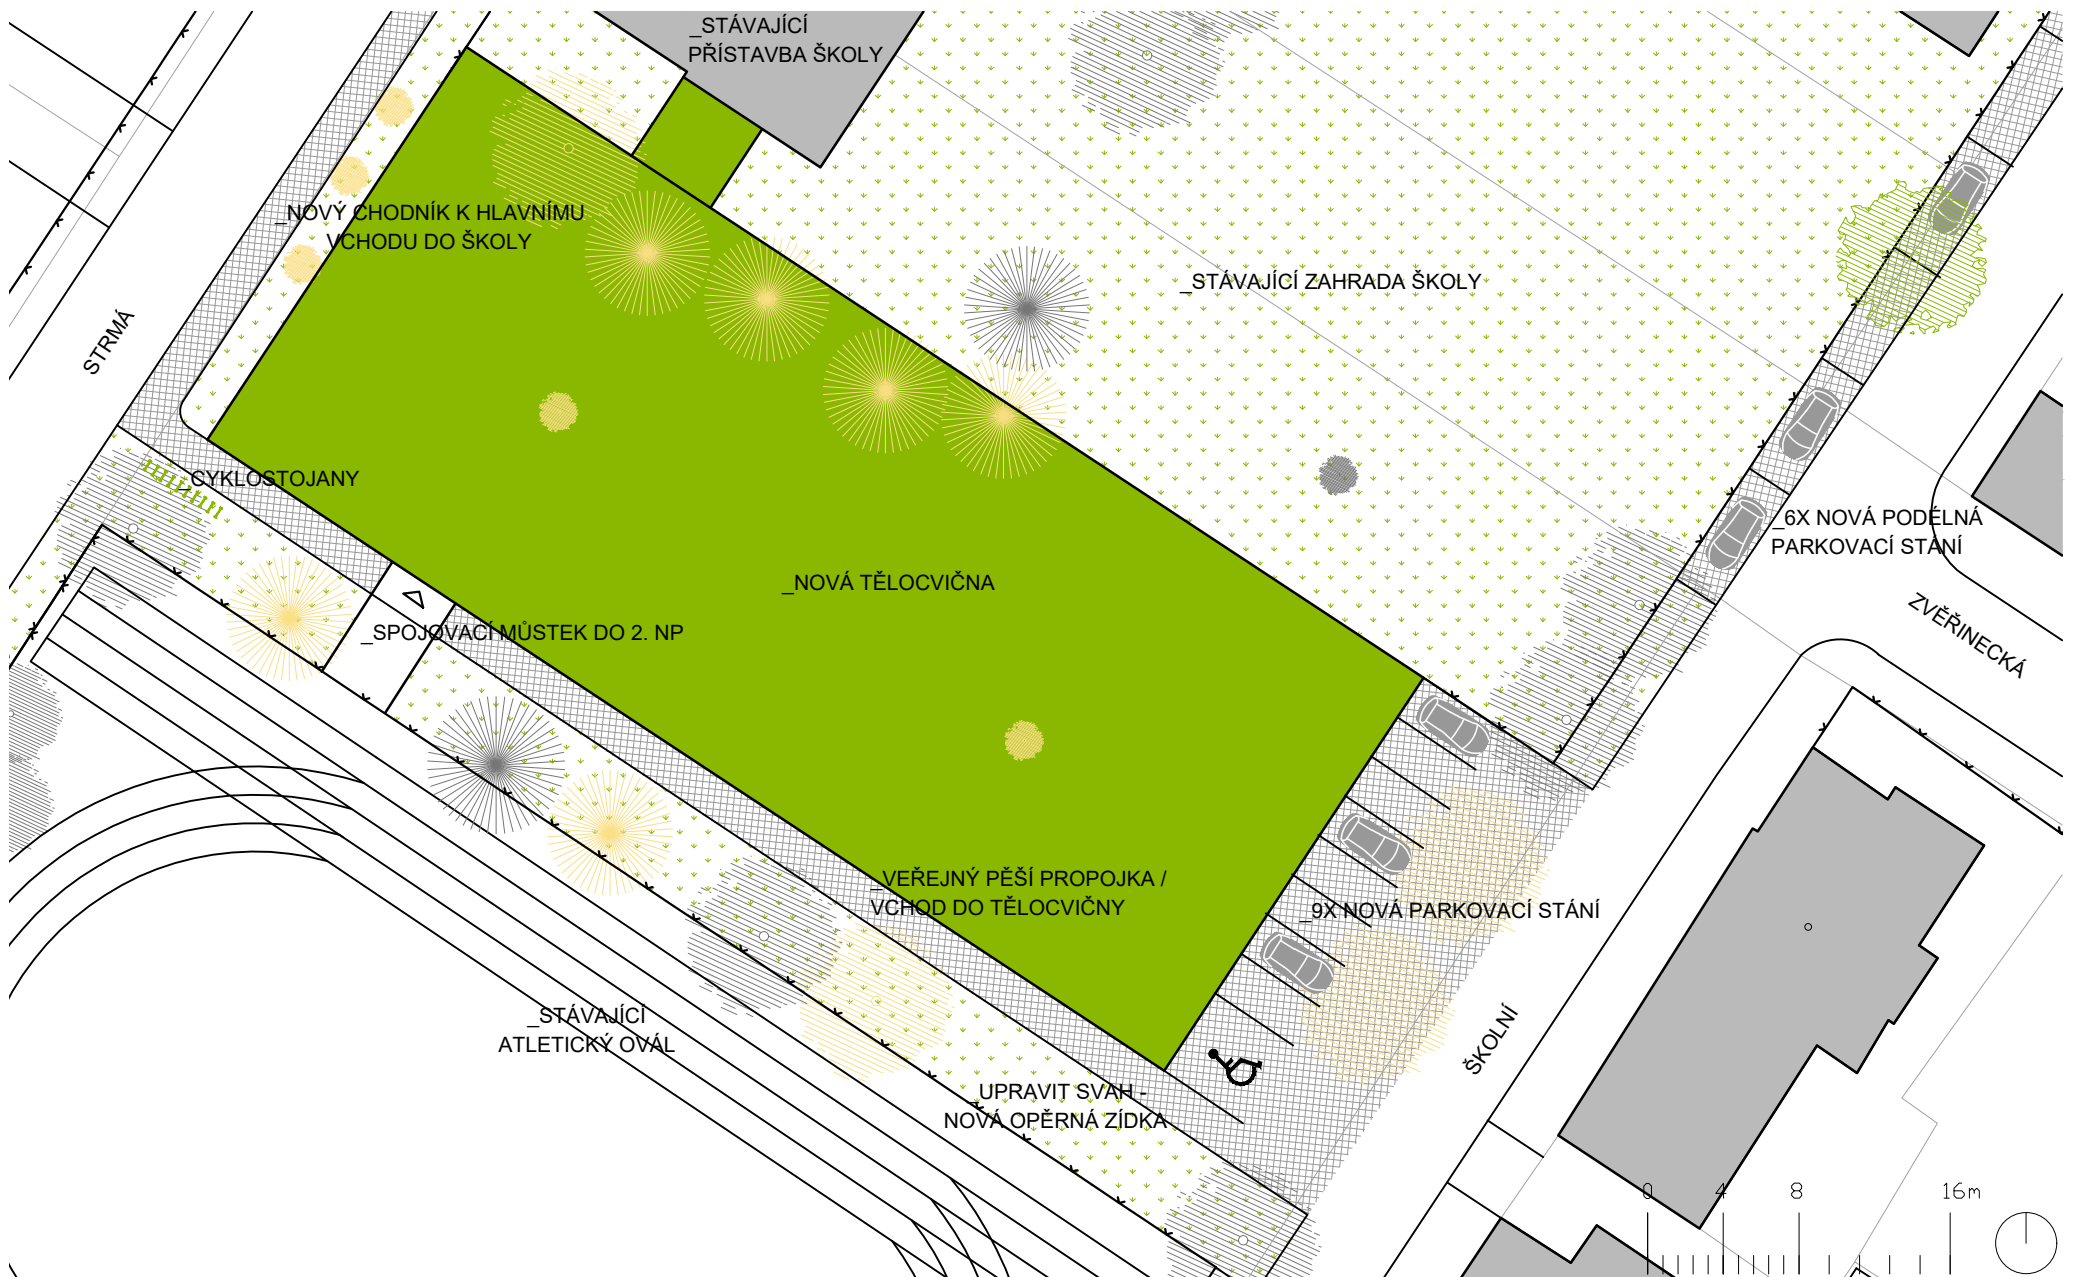 _STÁVAJÍCÍ
PŘÍSTAVBA ŠKOLY
_NOVÝ CHODNÍK K HLAVNÍMU
VCHODU DO ŠKOLY
_STÁVAJÍCÍ ZAHRADA ŠKOLY
STRMÁ
_CYKLOSTOJANY
_6X NOVÁ PODÉLNÁ
PARKOVACÍ STÁNÍ
_NOVÁ TĚLOCVIČNA
ZVĚŘINECKÁ
_SPOJOVACÍ MŮSTEK DO 2. NP
_VEŘEJNÝ PĚŠÍ PROPOJKA /
VCHOD DO TĚLOCVIČNY
_9X NOVÁ PARKOVACÍ STÁNÍ
_STÁVAJÍCÍ
ATLETICKÝ OVÁL
ŠKOLNÍ
_UPRAVIT SVAH -
NOVÁ OPĚRNÁ ZÍDKA
0 4 8 16m